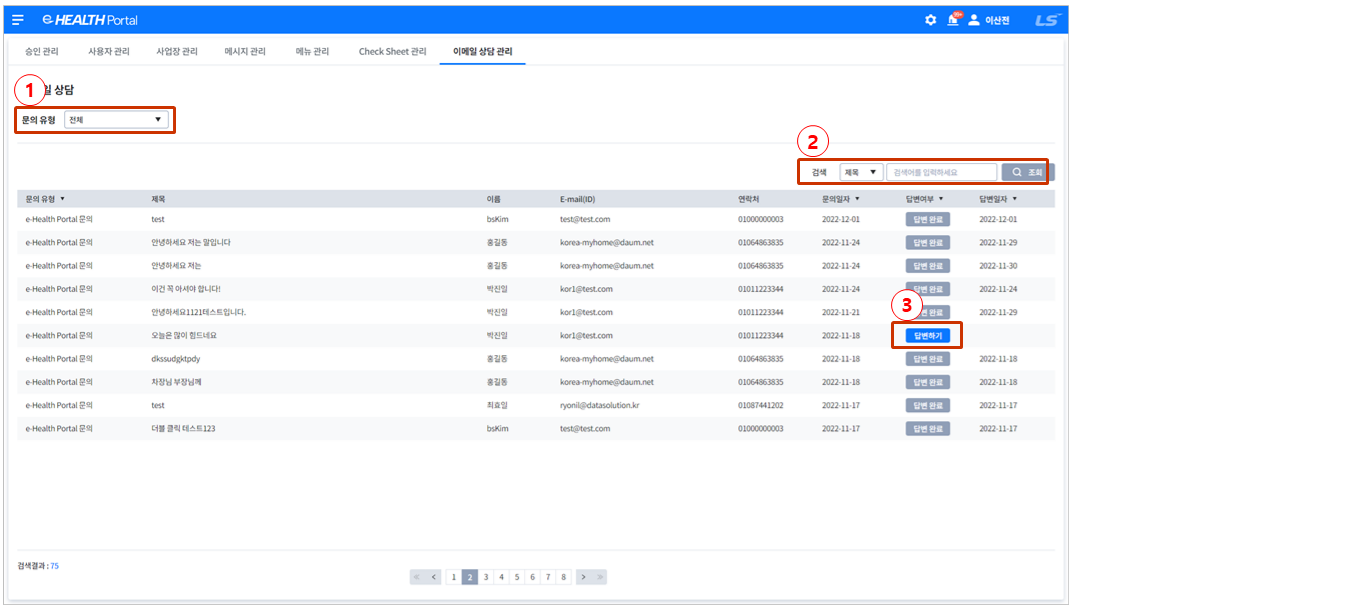 e-HEALTH Portal 99+ 이산전 LS
승인 관리 사용자 관리 사업장 관리 메시지 관리 메뉴 관리 Check Sheet 관리 이메일 상담 관리
1 일 상담
문의 유형 전체 ▼
2
검색 제목 ▼ 검색어를 입력하세요 조회
문의 유형 ▼ 제목 이름 E-mail(ID) 연락처 문의일자 ▼ 답변여부 ▼ 답변일자 ▼
e-Health Portal 문의 test bsKim test@test.com 01000000003 2022-12-01 답변 완료 2022-12-01
e-Health Portal 문의 안녕하세요 저는 말입니다 홍길동 korea-myhome@daum.net 01064863835 2022-11-24 답변 완료 2022-11-29
e-Health Portal 문의 안녕하세요 저는 홍길동 korea-myhome@daum.net 01064863835 2022-11-24 답변 완료 2022-11-30
e-Health Portal 문의 이건 꼭 아셔야 합니다! 박진일 kor1@test.com 01011223344 2022-11-24 답변 완료 2022-11-24
e-Health Portal 문의 안녕하세요1121테스트입니다. 박진일 kor1@test.com 01011223344 2022-11-21 변 완료 2022-11-29
3
e-Health Portal 문의 오늘은 많이 힘드네요 박진일 kor1@test.com 01011223344 2022-11-18 답변하기
e-Health Portal 문의 dkssudgktpdy 홍길동 korea-myhome@daum.net 01064863835 2022-11-18 답변 완료 2022-11-18
e-Health Portal 문의 차장님 부장님께 홍길동 korea-myhome@daum.net 01064863835 2022-11-18 답변 완료 2022-11-18
e-Health Portal 문의 test 최효일 ryonil@datasolution.kr 01087441202 2022-11-17 답변 완료 2022-11-17
e-Health Portal 문의 더블 클릭 테스트123 bsKim test@test.com 01000000003 2022-11-17 답변 완료 2022-11-17
검색결과 : 75
« < 1 2 3 4 5 6 7 8 > »